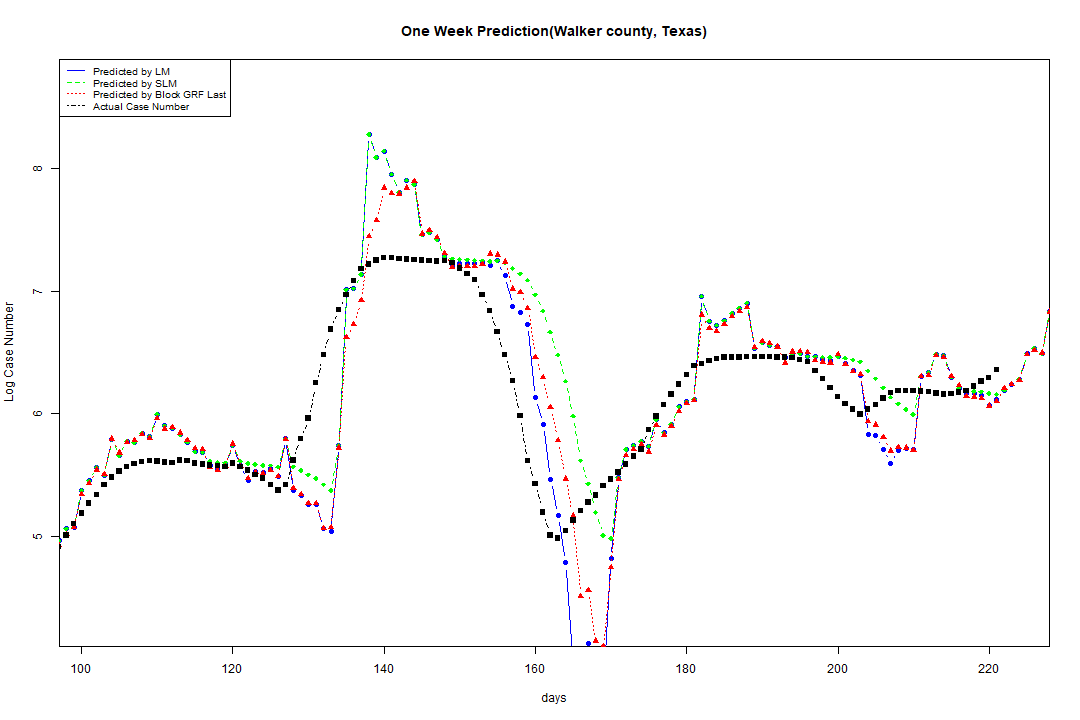 One Week Prediction(Walker county, Texas)
Predicted by LM
Predicted by SLM
Predicted by Block GRF Last
Actual Case Number
8
7
6
5
Log Case Number
100 120 140 160 180 200 220
days